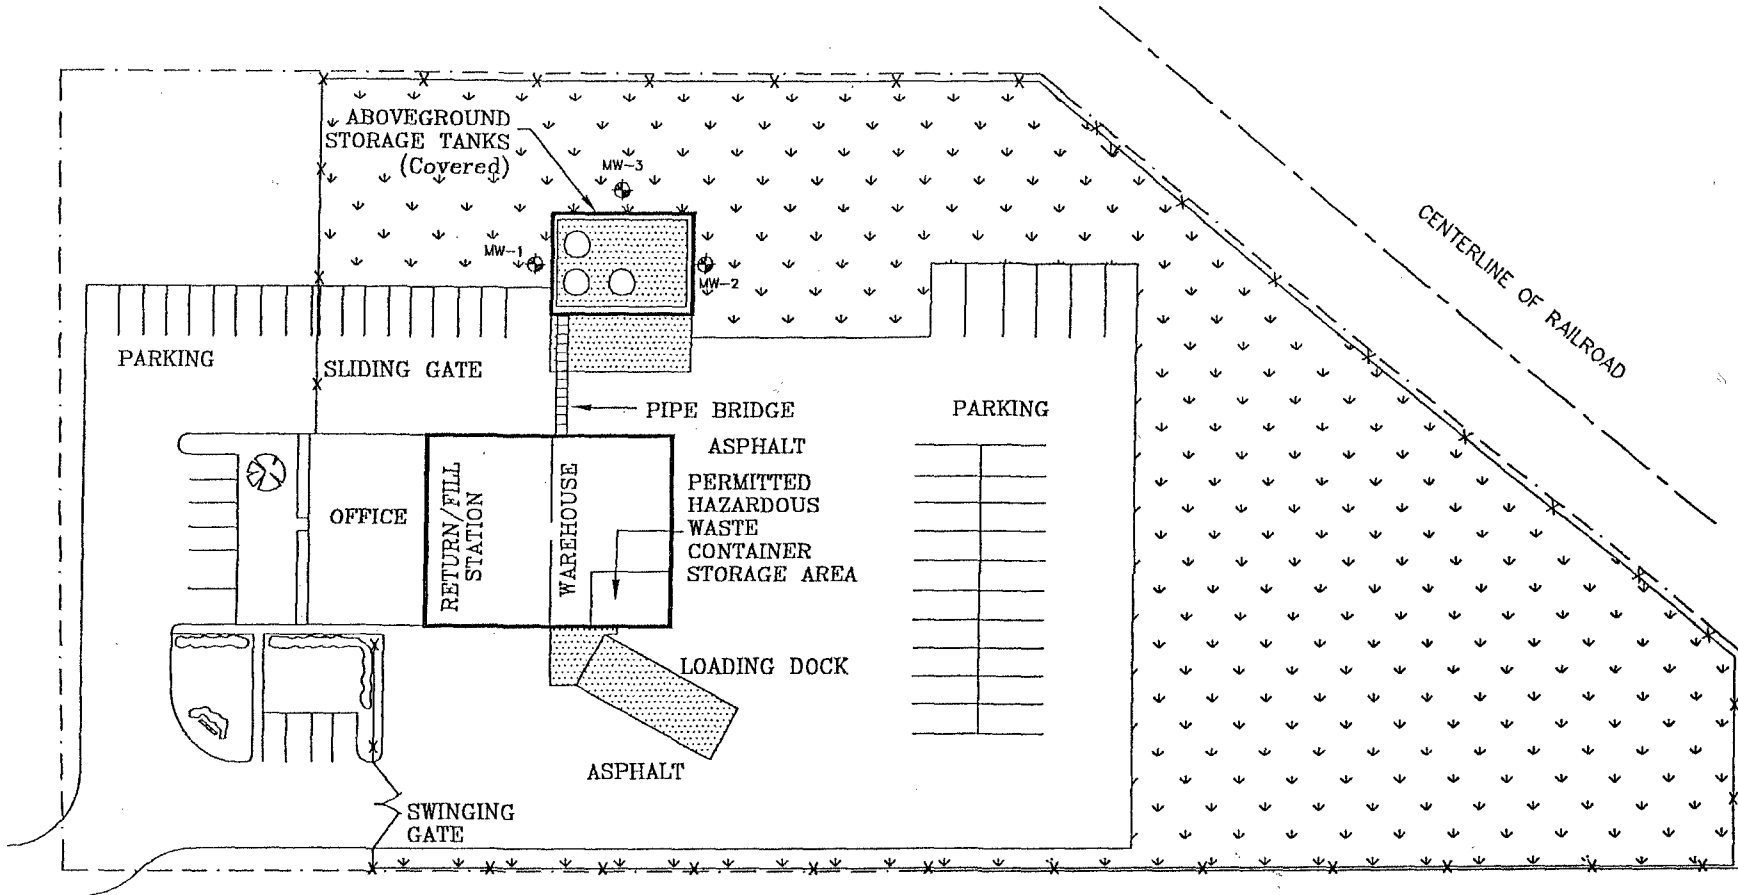 ABOVEGROUND
STORAGE TANKS
(Covered)
MW-3
MW-1
MW-2
CENTERLINE OF RAILROAD
PARKING
SLIDING GATE
PIPE BRIDGE
PARKING
ASPHALT
OFFICE
RETURN/FILL
STATION
WAREHOUSE
PERMITTED
HAZARDOUS
WASTE
CONTAINER
STORAGE AREA
LOADING DOCK
ASPHALT
SWINGING
GATE